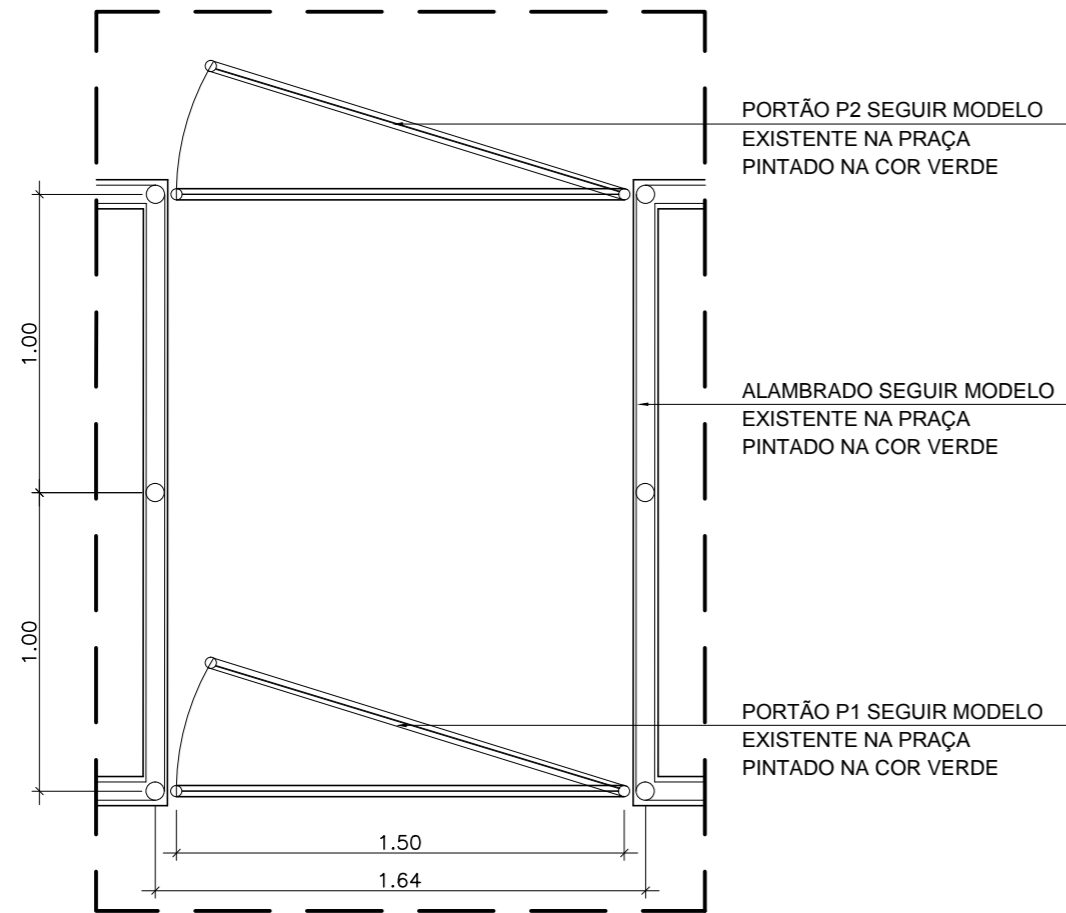 PORTÃO P2 SEGUIR MODELO
EXISTENTE NA PRAÇA
PINTADO NA COR VERDE
1.00
ALAMBRADO SEGUIR MODELO
EXISTENTE NA PRAÇA
PINTADO NA COR VERDE
1.00
PORTÃO P1 SEGUIR MODELO
EXISTENTE NA PRAÇA
PINTADO NA COR VERDE
1.50
1.64